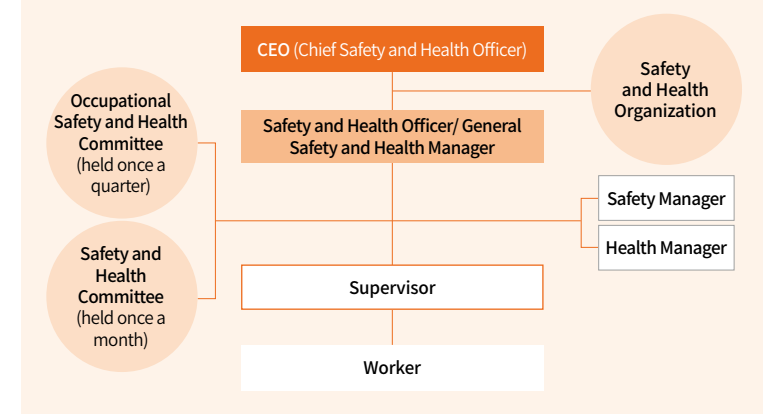 CEO (Chief Safety and Health Officer)
Safety
and Health
Organization
Occupational
Safety and Health
Committee
(held once a
quarter)
Safety and Health Officer/ General
Safety and Health Manager
Safety Manager
Health Manager
Safety and
Health
Committee
(held once a
month)
Supervisor
Worker